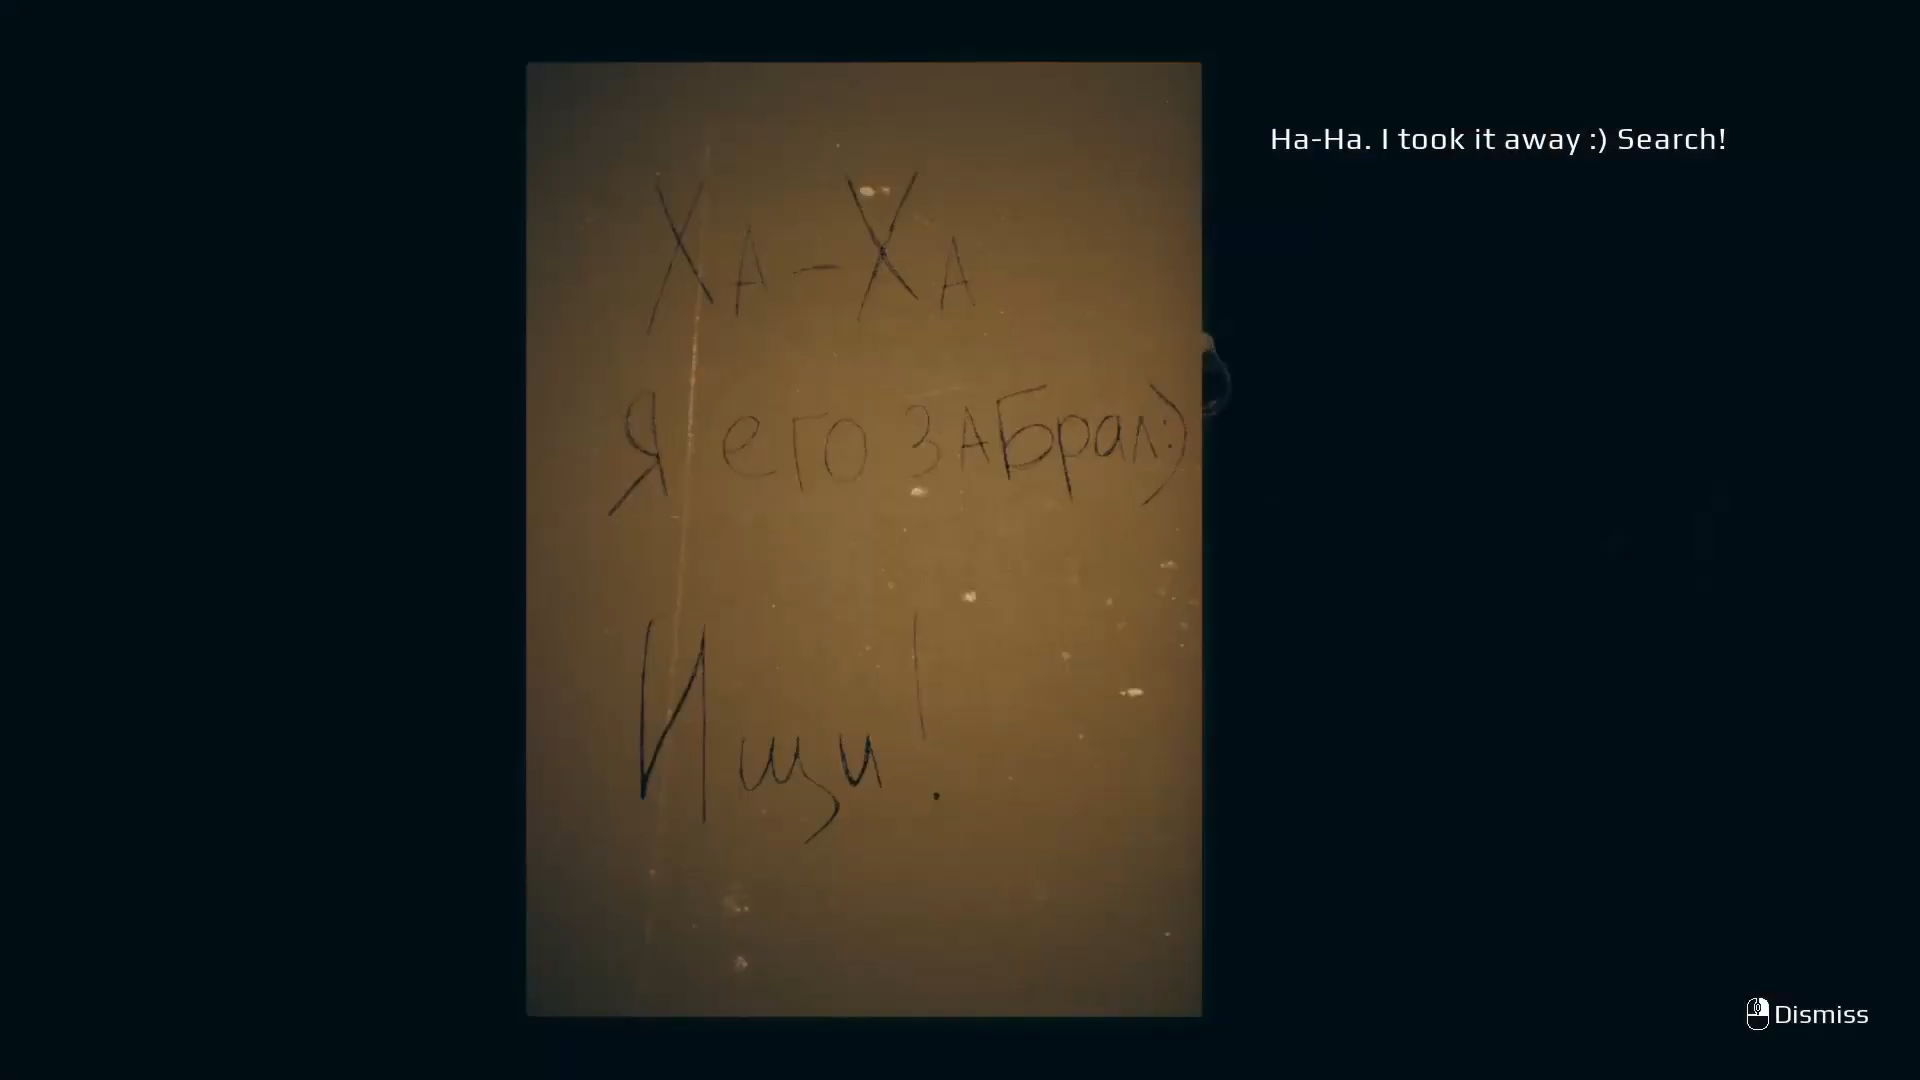 Ха-Ха
Я его забрал:)
Ищи!
Ha-Ha. I took it away :) Search!
Dismiss